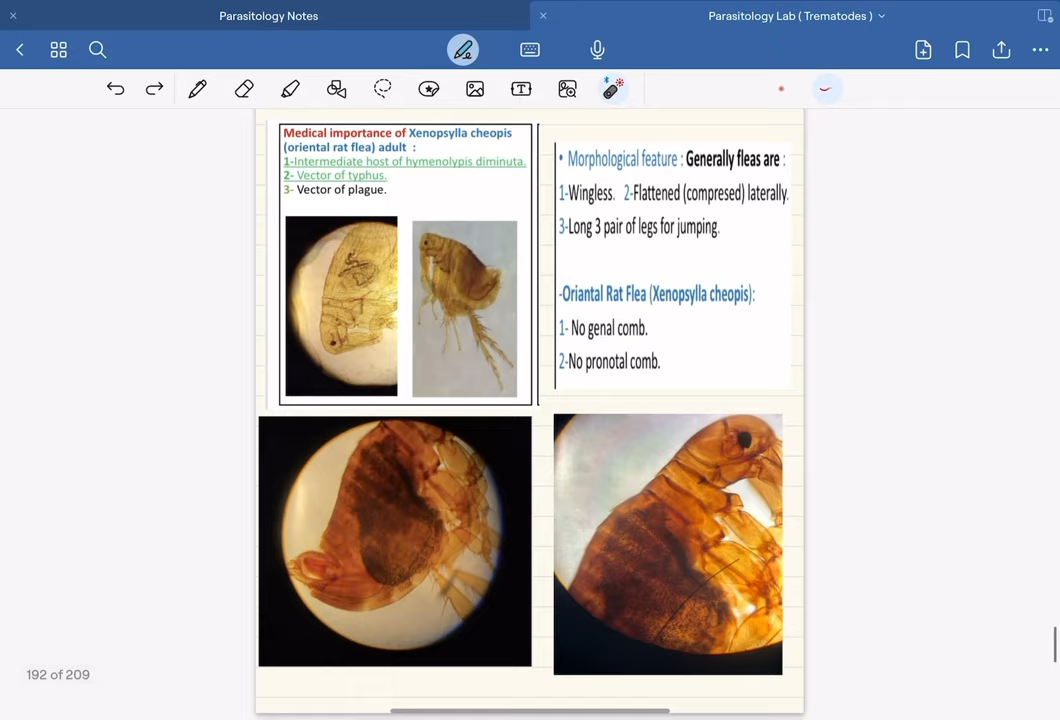 Parasitology Notes
Parasitology Lab ( Trematodes )
Medical importance of Xenopsylla cheopis
(oriental rat flea) adult :
1-Intermediate host of hymenolypis diminuta.
2- Vector of typhus.
3- Vector of plague.
• Morphological feature : Generally fleas are :
1-Wingless. 2-Flattened (compresed) laterally.
3-Long 3 pair of legs for jumping.
-Oriantal Rat Flea (Xenopsylla cheopis):
1- No genal comb.
2-No pronotal comb.
192 of 209